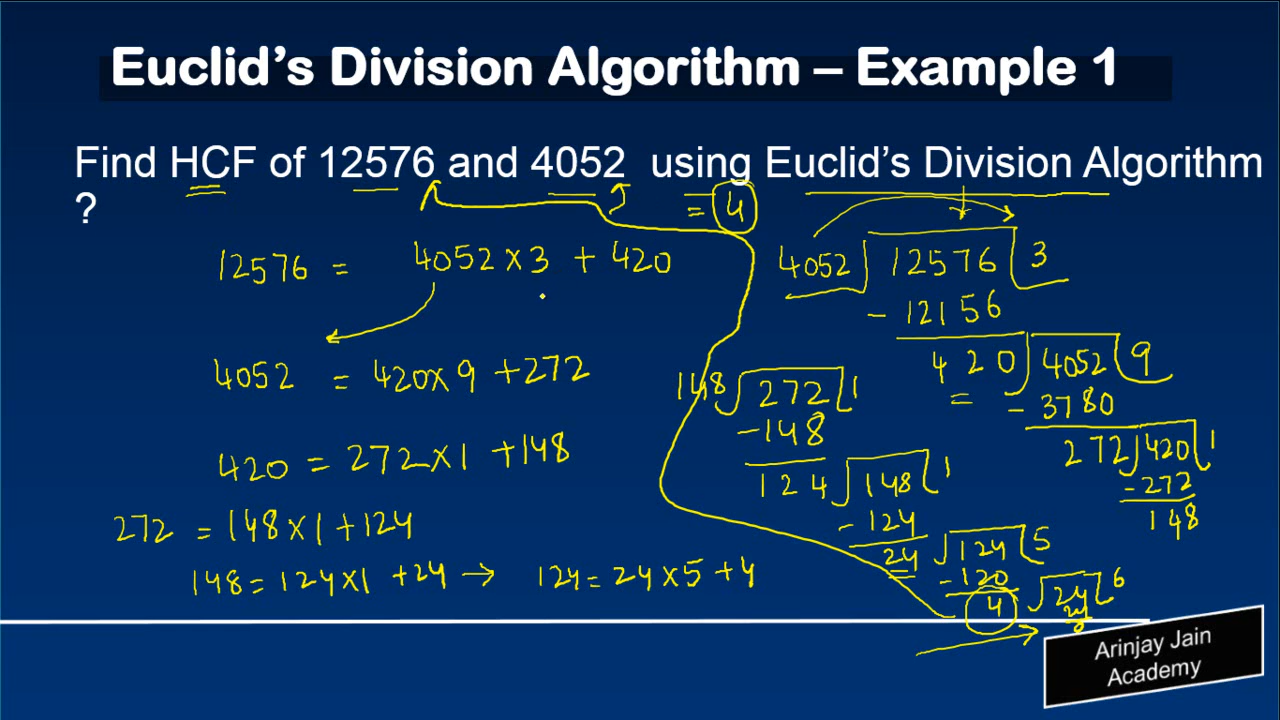 Euclid's Division Algorithm – Example 1
Find HCF of 12576 and 4052 using Euclid's Division Algorithm
?
= 4
12576 = 4052 × 3 + 420
4052 = 420 × 9 + 272
420 = 272 × 1 + 148
272 = 148 × 1 + 124
148 = 124 × 1 + 24 → 124 = 24 × 5 + 4
4052 12576 3
- 12156
420 4052 9
- 3780
272 420 1
- 272
148
148 272 1
- 148
124 148 1
- 124
24 124 5
- 120
4 24 6
24
0
Arinjay Jain
Academy